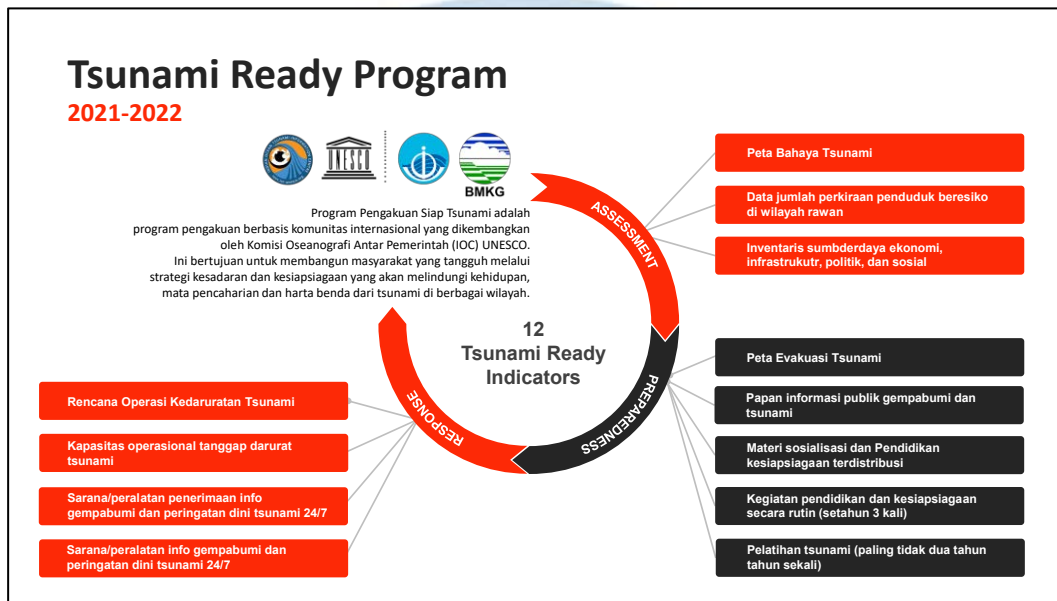 Tsunami Ready Program
2021-2022
UNESCO
BMKG
Program Pengakuan Siap Tsunami adalah
program pengakuan berbasis komunitas internasional yang dikembangkan
oleh Komisi Oseanografi Antar Pemerintah (IOC) UNESCO.
Ini bertujuan untuk membangun masyarakat yang tangguh melalui
strategi kesadaran dan kesiapsiagaan yang akan melindungi kehidupan,
mata pencaharian dan harta benda dari tsunami di berbagai wilayah.
12
Tsunami Ready
Indicators
ASSESSMENT
Peta Bahaya Tsunami
Data jumlah perkiraan penduduk beresiko
di wilayah rawan
Inventaris sumbderdaya ekonomi,
infrastrukutr, politik, dan sosial
PREPAREDNESS
Peta Evakuasi Tsunami
Papan informasi publik gempabumi dan
tsunami
Materi sosialisasi dan Pendidikan
kesiapsiagaan terdistribusi
Kegiatan pendidikan dan kesiapsiagaan
secara rutin (setahun 3 kali)
Pelatihan tsunami (paling tidak dua tahun
tahun sekali)
RESPONSE
Rencana Operasi Kedaruratan Tsunami
Kapasitas operasional tanggap darurat
tsunami
Sarana/peralatan penerimaan info
gempabumi dan peringatan dini tsunami 24/7
Sarana/peralatan info gempabumi dan
peringatan dini tsunami 24/7